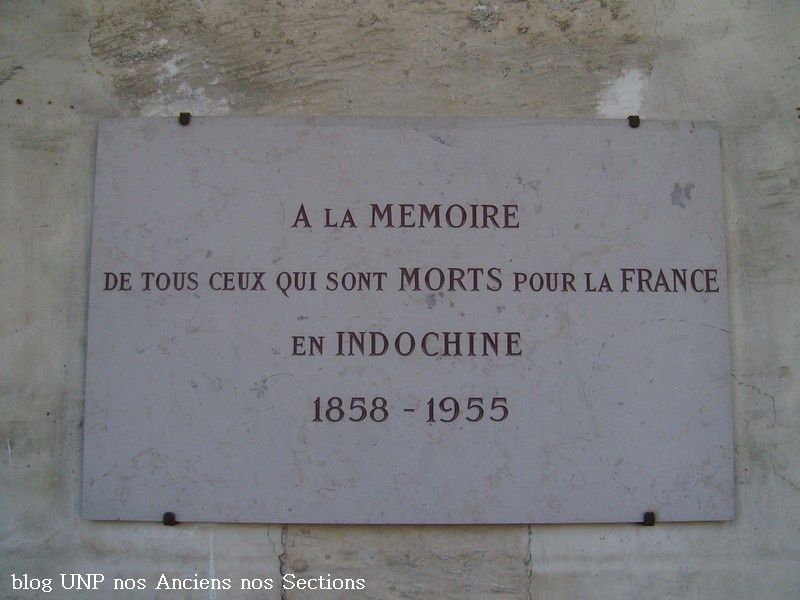 A LA MEMOIRE
DE TOUS CEUX QUI SONT MORTS POUR LA FRANCE
EN INDOCHINE
1858 - 1955
blog UNP nos Anciens nos Sections